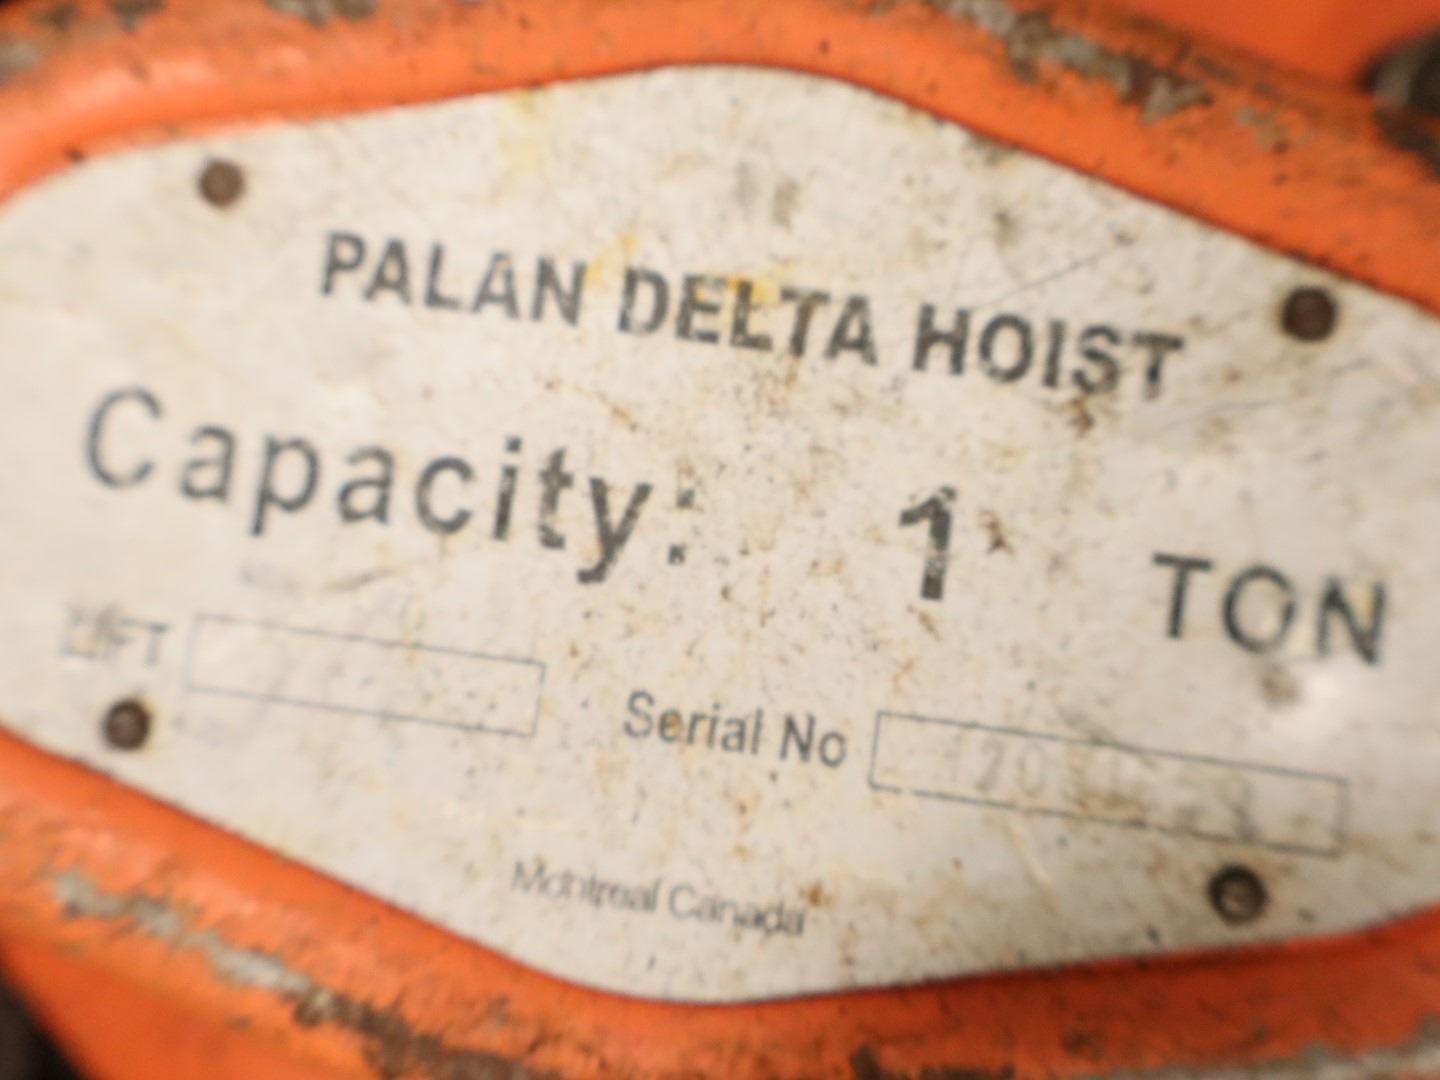 PALAN DELTA HOIST
Capacity: 1 TON
LIFT
Serial No
Montreal Canada